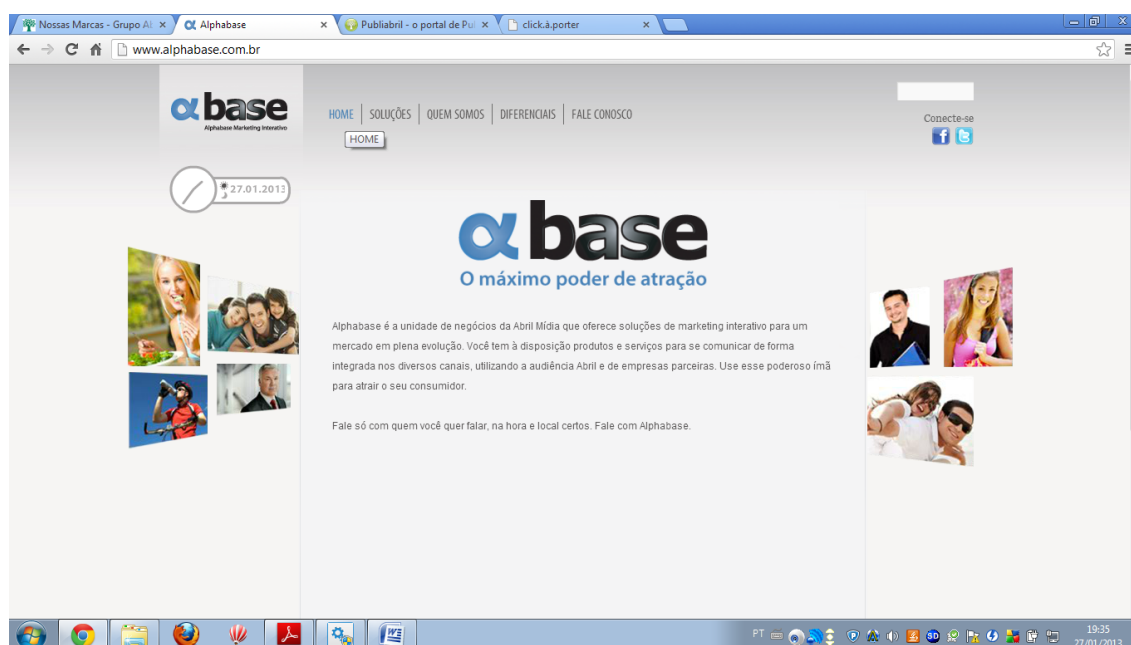 Nossas Marcas - Grupo Al
Alphabase
Publiabril - o portal de Pul
click.à.porter
www.alphabase.com.br
αbase
Alphabase Marketing Interativo
HOME
SOLUÇÕES
QUEM SOMOS
DIFERENCIAIS
FALE CONOSCO
HOME
Conecte-se
27.01.2013
αbase
O máximo poder de atração
Alphabase é a unidade de negócios da Abril Mídia que oferece soluções de marketing interativo para um
mercado em plena evolução. Você tem à disposição produtos e serviços para se comunicar de forma
integrada nos diversos canais, utilizando a audiência Abril e de empresas parceiras. Use esse poderoso ímã
para atrair o seu consumidor.
Fale só com quem você quer falar, na hora e local certos. Fale com Alphabase.
PT
19:35
27/01/2013